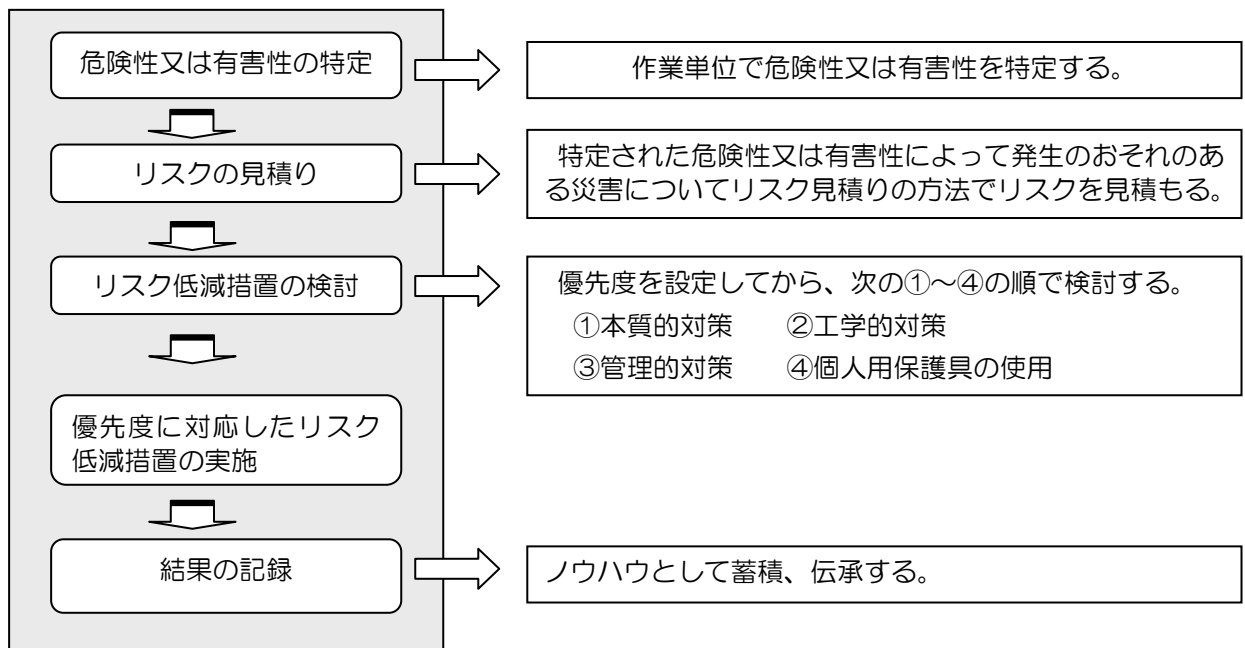 危険性又は有害性の特定
作業単位で危険性又は有害性を特定する。
リスクの見積り
特定された危険性又は有害性によって発生のおそれのあ
る災害についてリスク見積りの方法でリスクを見積もる。
リスク低減措置の検討
優先度を設定してから、次の①～④の順で検討する。
①本質的対策　　②工学的対策
③管理的対策　　④個人用保護具の使用
優先度に対応したリスク
低減措置の実施
結果の記録
ノウハウとして蓄積、伝承する。